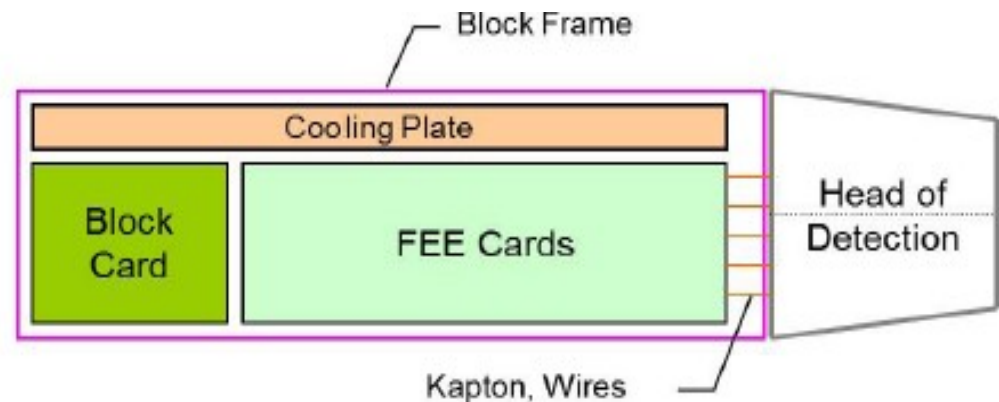 Block Frame
Cooling Plate
Block
Card
FEE Cards
Head of
Detection
Kapton, Wires